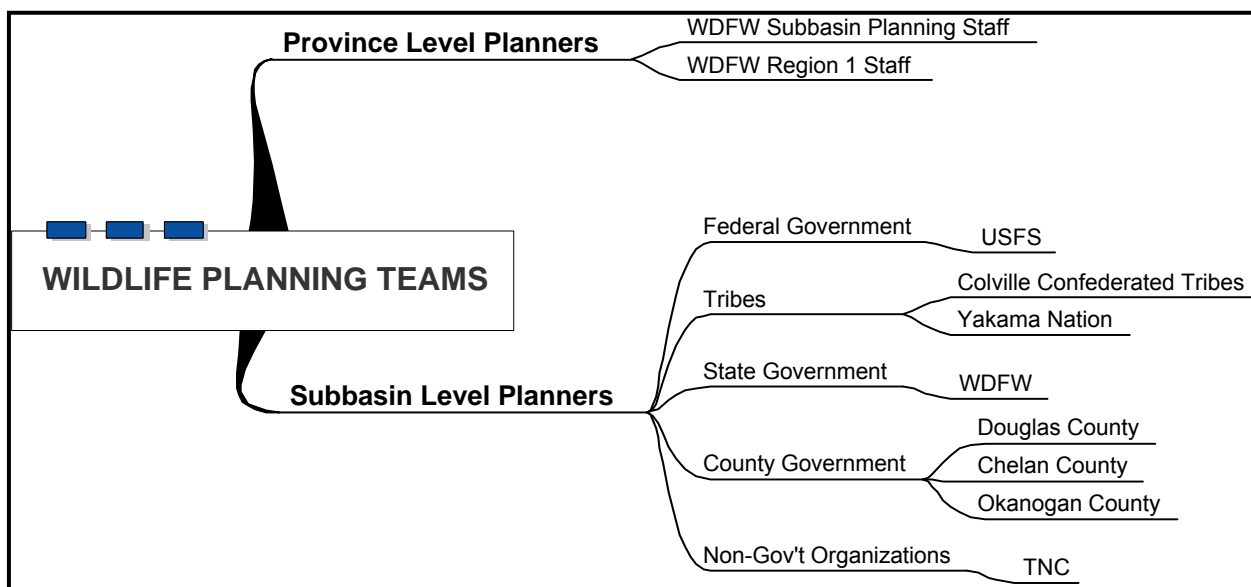 Province Level Planners
WDFW Subbasin Planning Staff
WDFW Region 1 Staff
WILDLIFE PLANNING TEAMS
Subbasin Level Planners
Federal Government
USFS
Tribes
Colville Confederated Tribes
Yakama Nation
State Government
WDFW
County Government
Douglas County
Chelan County
Okanogan County
Non-Gov't Organizations
TNC